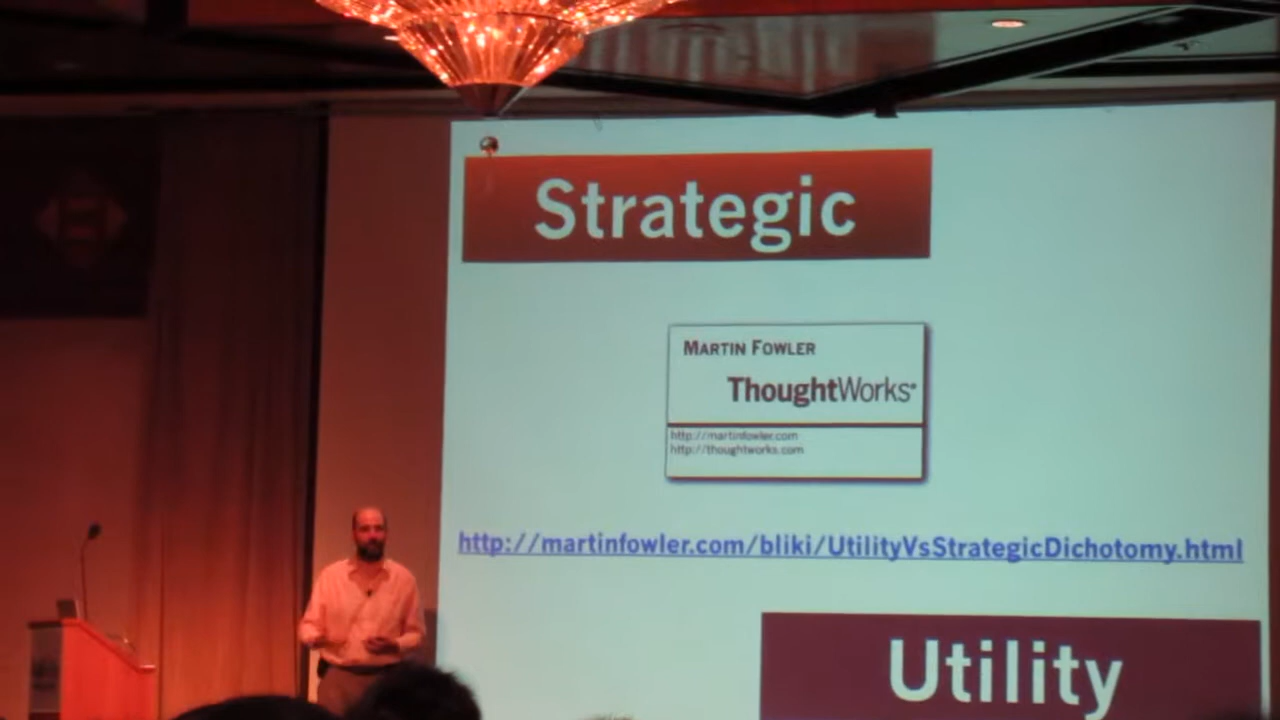 Strategic
MARTIN FOWLER
ThoughtWorks®
http://martinfowler.com
http://thoughtworks.com
http://martinfowler.com/bliki/UtilityVsStrategicDichotomy.html
Utility